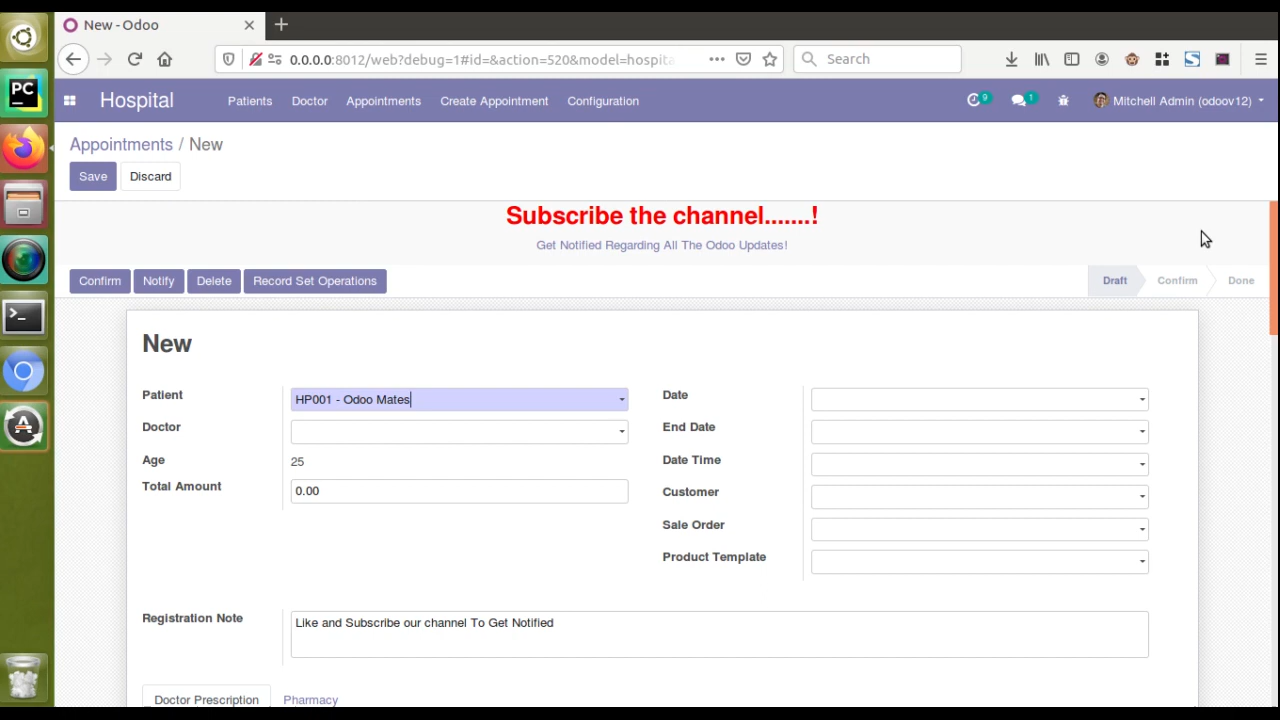 New - Odoo
0.0.0.0:8012/web?debug=1#id=&action=520&model=hospita
Search
PC
Hospital
Patients Doctor Appointments Create Appointment Configuration
9 1 Mitchell Admin (odoov12)
Appointments / New
Save Discard
Subscribe the channel.......!
Get Notified Regarding All The Odoo Updates!
Confirm Notify Delete Record Set Operations Draft Confirm Done
New
Patient HP001 - Odoo Mates Date
Doctor End Date
Age 25 Date Time
Total Amount 0.00 Customer
Sale Order
Product Template
Registration Note Like and Subscribe our channel To Get Notified
Doctor Prescription Pharmacy